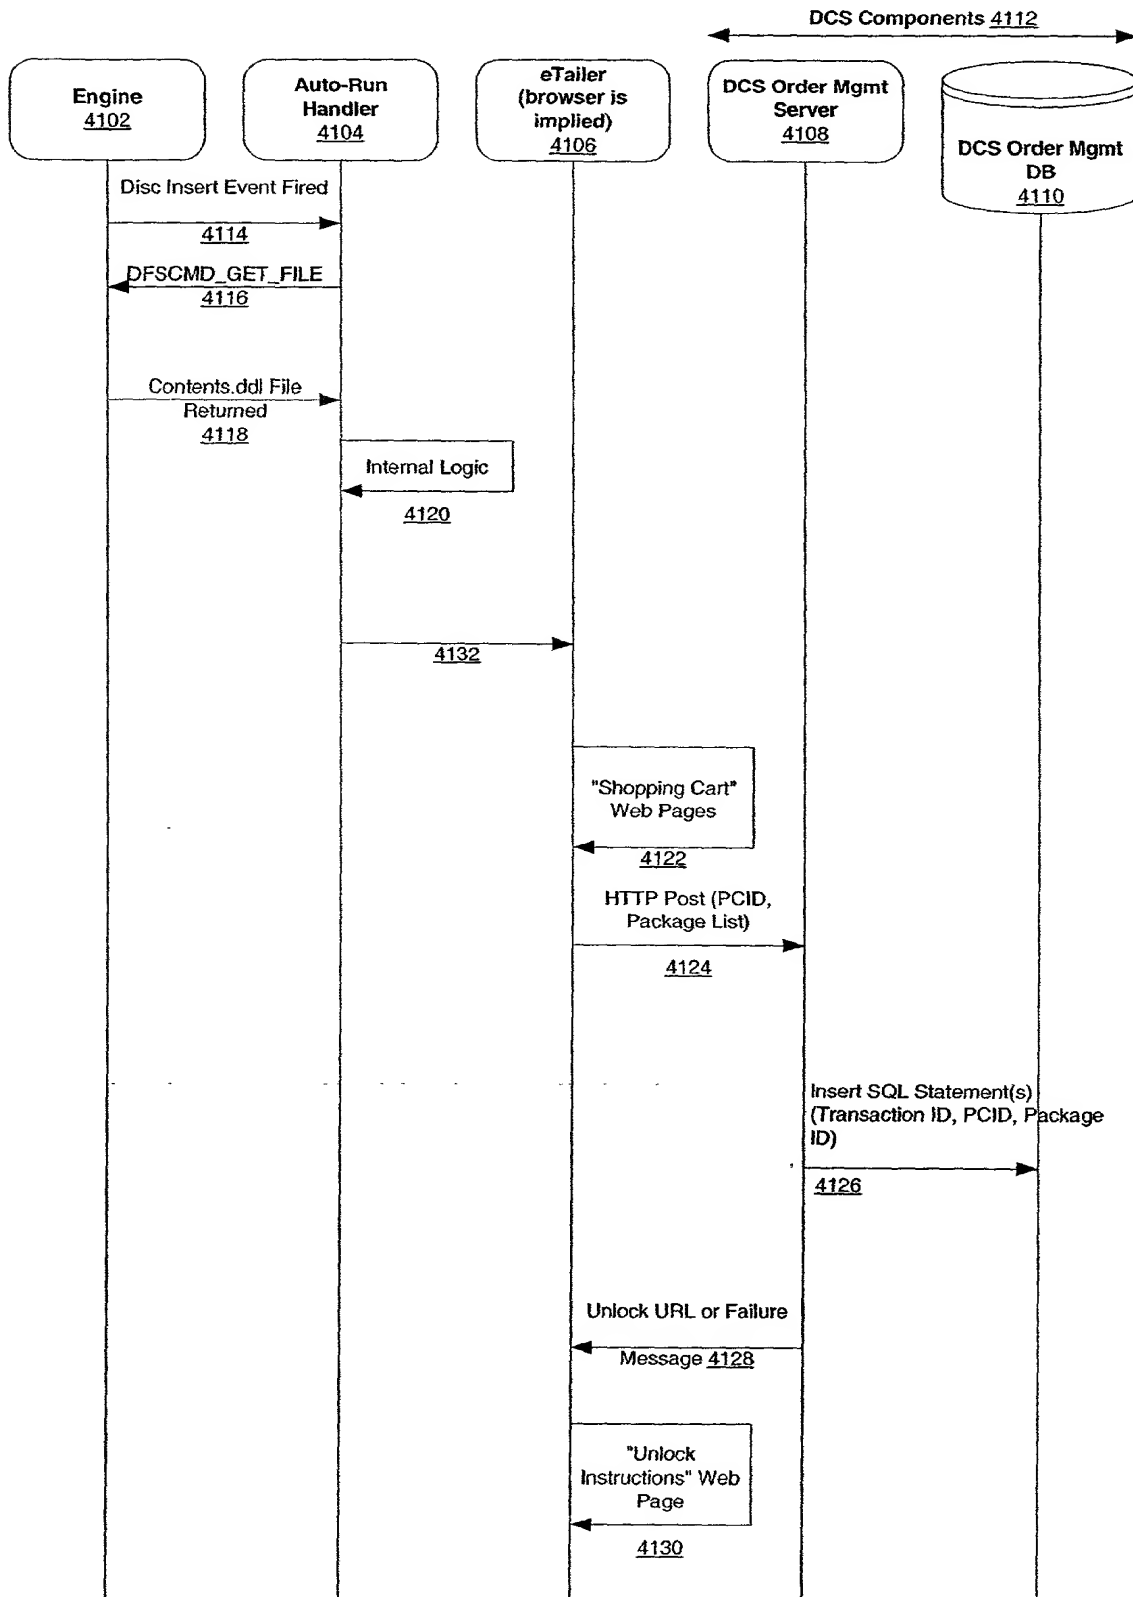 DCS Components 4112
Engine
4102
Auto-Run
Handler
4104
eTailer
(browser is
implied)
4106
DCS Order Mgmt
Server
4108
DCS Order Mgmt
DB
4110
Disc Insert Event Fired
4114
DFSCMD_GET_FILE
4116
Contents.ddl File
Returned
4118
Internal Logic
4120
4132
"Shopping Cart"
Web Pages
4122
HTTP Post (PCID,
Package List)
4124
Insert SQL Statement(s)
(Transaction ID, PCID, Package
ID)
4126
Unlock URL or Failure
Message 4128
"Unlock
Instructions" Web
Page
4130